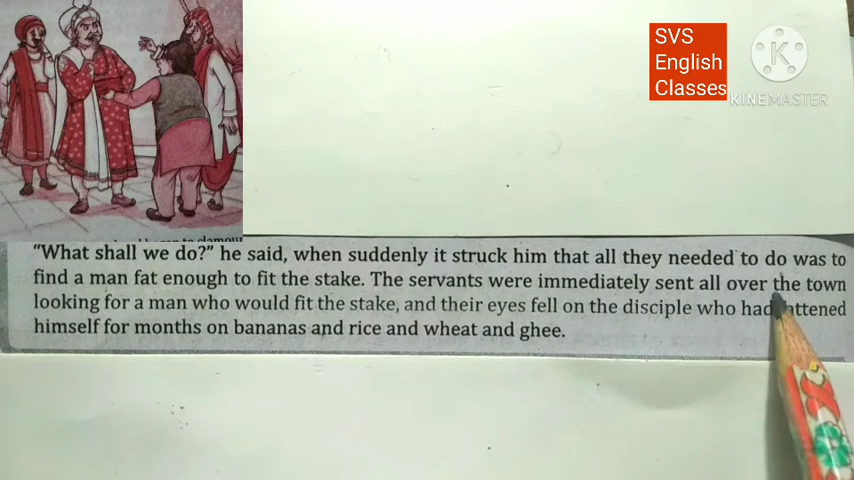 SVS
English
Classes
KINEMASTER
to clamour
"What shall we do?" he said, when suddenly it struck him that all they needed to do was to
find a man fat enough to fit the stake. The servants were immediately sent all over the town
looking for a man who would fit the stake, and their eyes fell on the disciple who had
himself for months on bananas and rice and wheat and ghee.